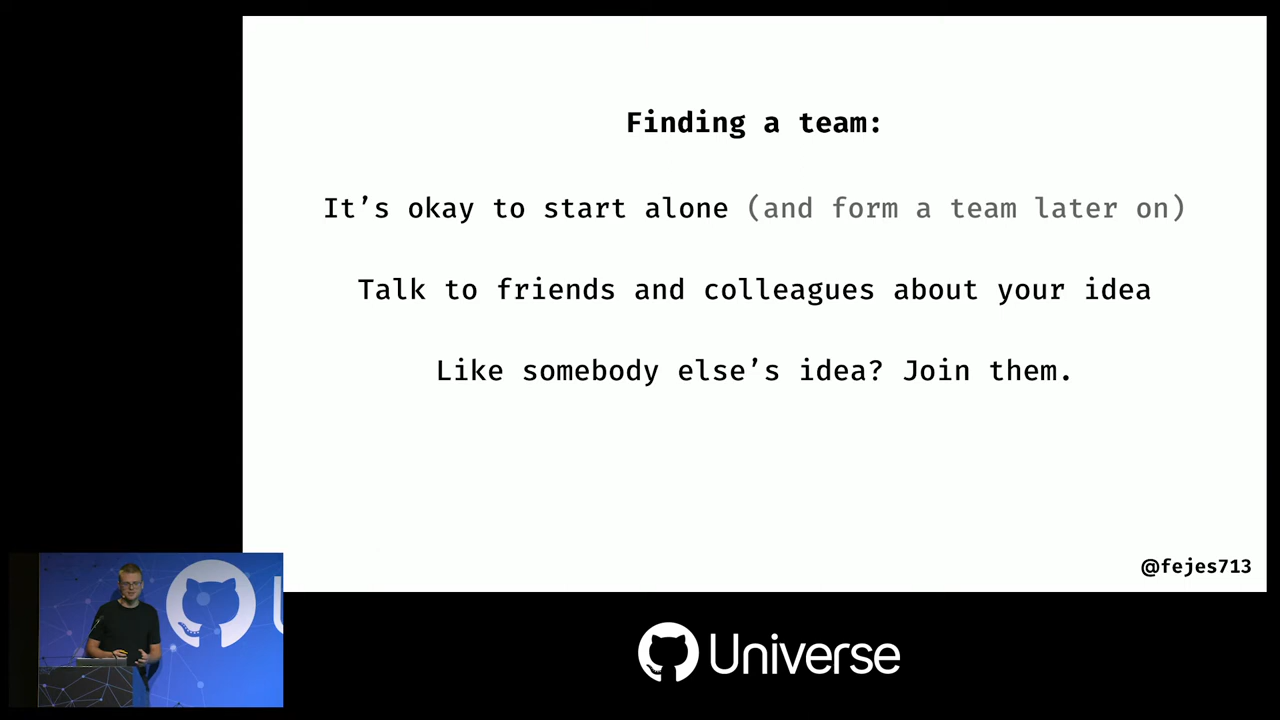 Finding a team:
It’s okay to start alone (and form a team later on)
Talk to friends and colleagues about your idea
Like somebody else’s idea? Join them.
@fejes713
Universe